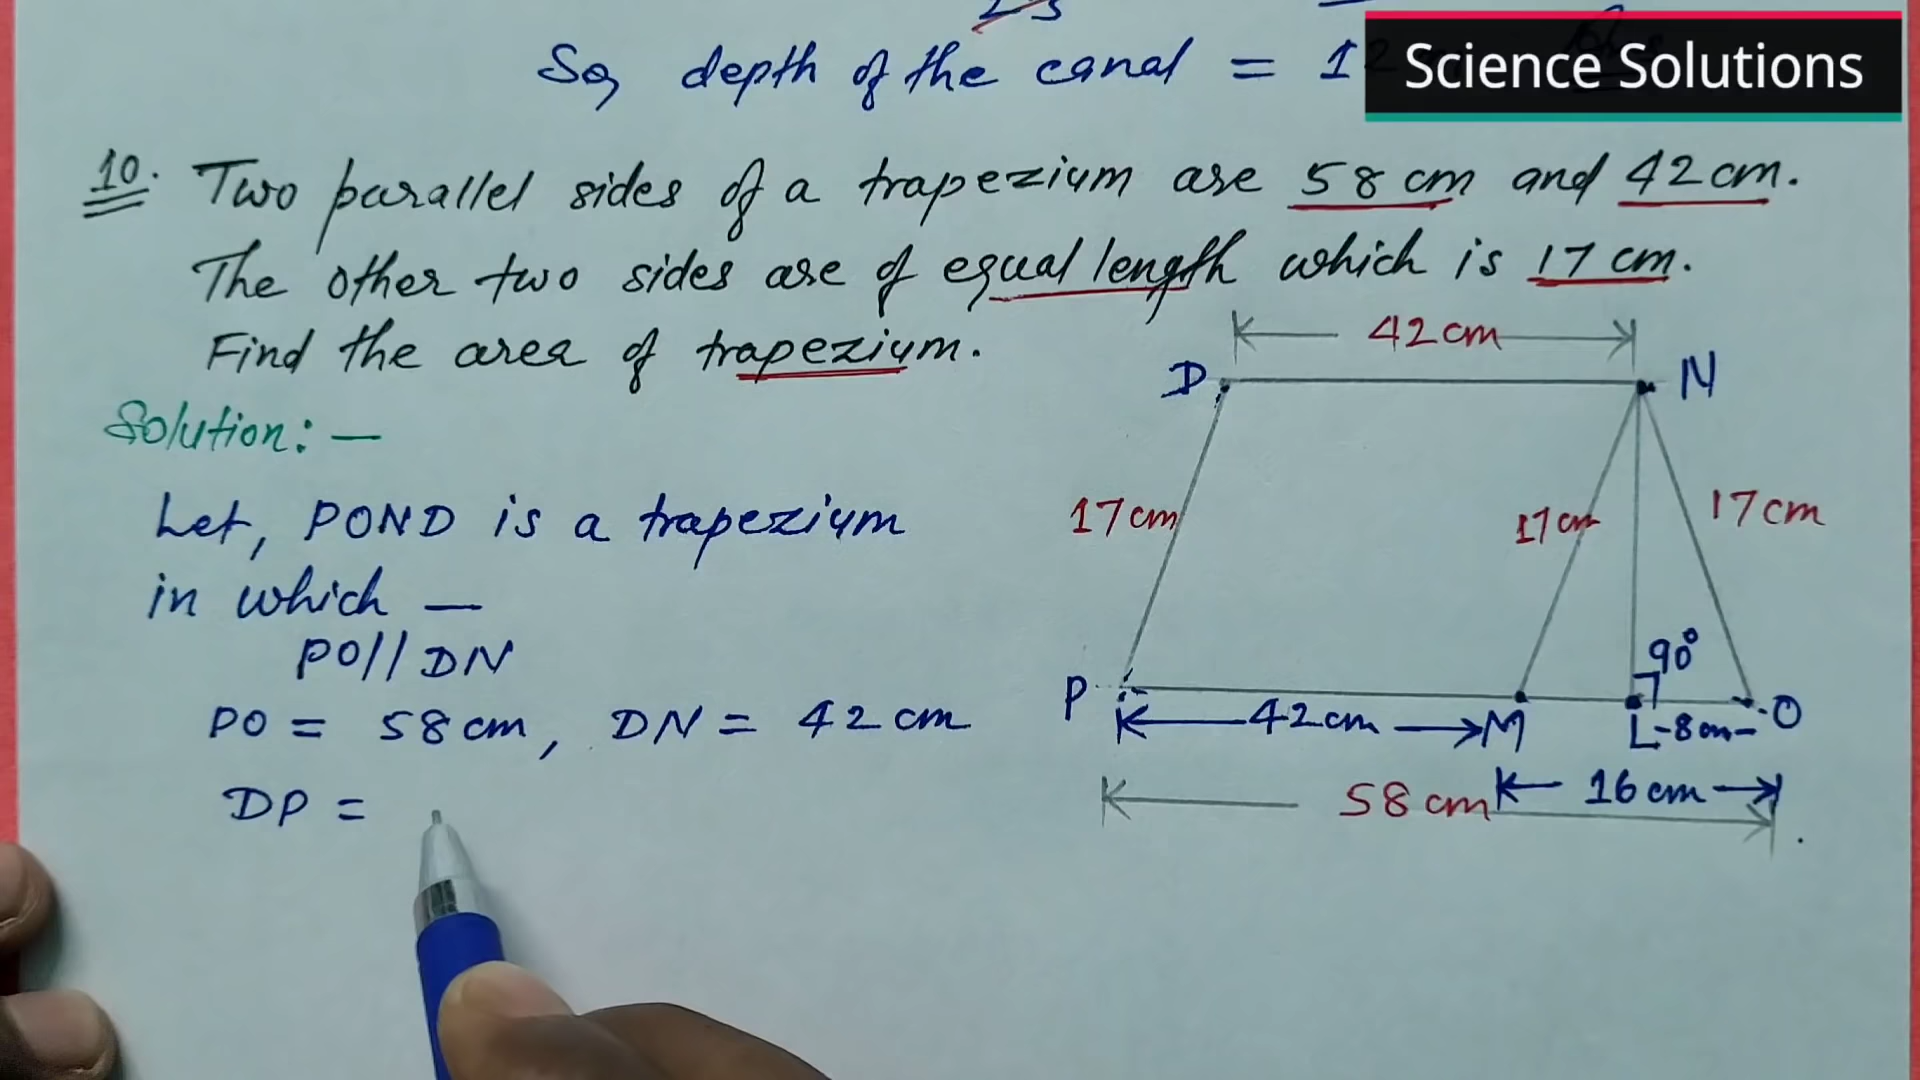 So, depth of the canal = 1
Science Solutions
10. Two parallel sides of a trapezium are 58 cm and 42 cm.
The other two sides are of equal length which is 17 cm.
Find the area of trapezium.
Solution:-
Let, POND is a trapezium
in which —
PO // DN
PO = 58 cm, DN = 42 cm
DP =
42 cm
D N
17 cm 17 cm 17 cm
90°
P M L 8 cm O
42 cm
16 cm
58 cm